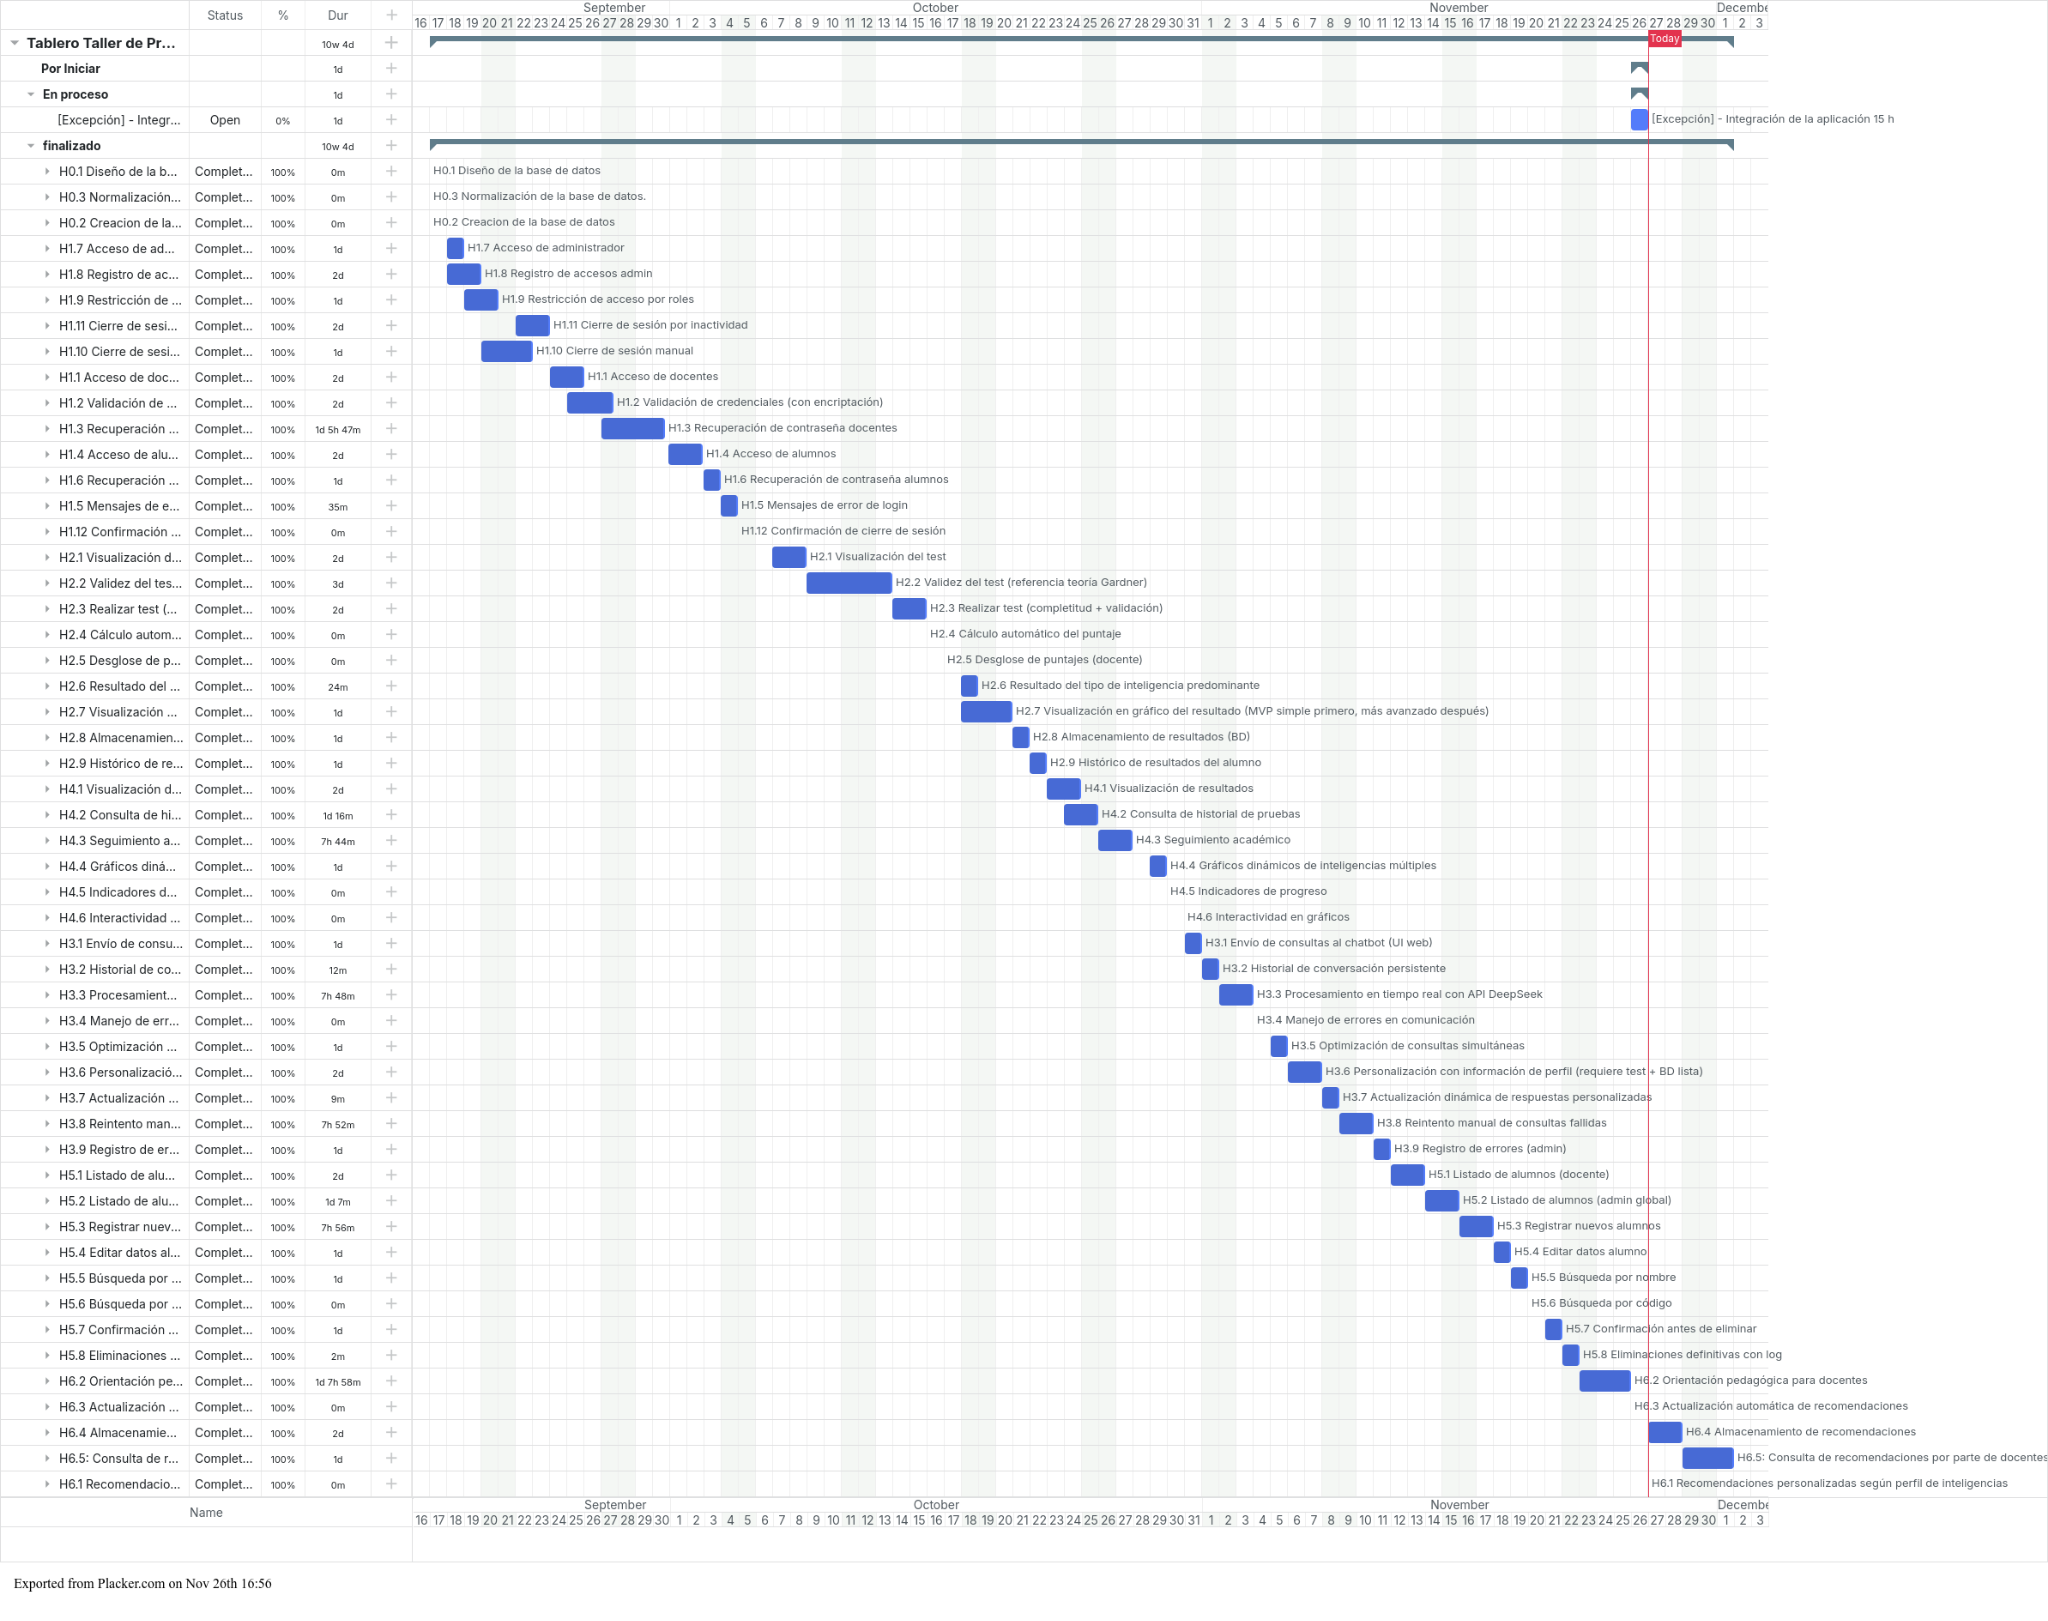 Status % Dur September October November Decembe
16 17 18 19 20 21 22 23 24 25 26 27 28 29 30 1 2 3 4 5 6 7 8 9 10 11 12 13 14 15 16 17 18 19 20 21 22 23 24 25 26 27 28 29 30 31 1 2 3 4 5 6 7 8 9 10 11 12 13 14 15 16 17 18 19 20 21 22 23 24 25 26 27 28 29 30 1 2 3
Tablero Taller de Pr... 10w 4d Today
Por Iniciar 1d
En proceso 1d
[Excepción] - Integr... Open 0% 1d [Excepción] - Integración de la aplicación 15 h
finalizado 10w 4d
H0.1 Diseño de la b... Complet... 100% 0m H0.1 Diseño de la base de datos
H0.3 Normalización... Complet... 100% 0m H0.3 Normalización de la base de datos.
H0.2 Creacion de la... Complet... 100% 0m H0.2 Creacion de la base de datos
H1.7 Acceso de ad... Complet... 100% 1d H1.7 Acceso de administrador
H1.8 Registro de ac... Complet... 100% 2d H1.8 Registro de accesos admin
H1.9 Restricción de ... Complet... 100% 1d H1.9 Restricción de acceso por roles
H1.11 Cierre de sesi... Complet... 100% 2d H1.11 Cierre de sesión por inactividad
H1.10 Cierre de sesi... Complet... 100% 1d H1.10 Cierre de sesión manual
H1.1 Acceso de doc... Complet... 100% 2d H1.1 Acceso de docentes
H1.2 Validación de ... Complet... 100% 2d H1.2 Validación de credenciales (con encriptación)
H1.3 Recuperación ... Complet... 100% 1d 5h 47m H1.3 Recuperación de contraseña docentes
H1.4 Acceso de alu... Complet... 100% 2d H1.4 Acceso de alumnos
H1.6 Recuperación ... Complet... 100% 1d H1.6 Recuperación de contraseña alumnos
H1.5 Mensajes de e... Complet... 100% 35m H1.5 Mensajes de error de login
H1.12 Confirmación ... Complet... 100% 0m H1.12 Confirmación de cierre de sesión
H2.1 Visualización d... Complet... 100% 2d H2.1 Visualización del test
H2.2 Validez del tes... Complet... 100% 3d H2.2 Validez del test (referencia teoría Gardner)
H2.3 Realizar test (... Complet... 100% 2d H2.3 Realizar test (completitud + validación)
H2.4 Cálculo autom... Complet... 100% 0m H2.4 Cálculo automático del puntaje
H2.5 Desglose de p... Complet... 100% 0m H2.5 Desglose de puntajes (docente)
H2.6 Resultado del ... Complet... 100% 24m H2.6 Resultado del tipo de inteligencia predominante
H2.7 Visualización ... Complet... 100% 1d H2.7 Visualización en gráfico del resultado (MVP simple primero, más avanzado después)
H2.8 Almacenamien... Complet... 100% 1d H2.8 Almacenamiento de resultados (BD)
H2.9 Histórico de re... Complet... 100% 1d H2.9 Histórico de resultados del alumno
H4.1 Visualización d... Complet... 100% 2d H4.1 Visualización de resultados
H4.2 Consulta de hi... Complet... 100% 1d 16m H4.2 Consulta de historial de pruebas
H4.3 Seguimiento a... Complet... 100% 7h 44m H4.3 Seguimiento académico
H4.4 Gráficos diná... Complet... 100% 1d H4.4 Gráficos dinámicos de inteligencias múltiples
H4.5 Indicadores d... Complet... 100% 0m H4.5 Indicadores de progreso
H4.6 Interactividad ... Complet... 100% 0m H4.6 Interactividad en gráficos
H3.1 Envío de consu... Complet... 100% 1d H3.1 Envío de consultas al chatbot (UI web)
H3.2 Historial de co... Complet... 100% 12m H3.2 Historial de conversación persistente
H3.3 Procesamient... Complet... 100% 7h 48m H3.3 Procesamiento en tiempo real con API DeepSeek
H3.4 Manejo de err... Complet... 100% 0m H3.4 Manejo de errores en comunicación
H3.5 Optimización ... Complet... 100% 1d H3.5 Optimización de consultas simultáneas
H3.6 Personalizació... Complet... 100% 2d H3.6 Personalización con información de perfil (requiere test + BD lista)
H3.7 Actualización ... Complet... 100% 9m H3.7 Actualización dinámica de respuestas personalizadas
H3.8 Reintento man... Complet... 100% 7h 52m H3.8 Reintento manual de consultas fallidas
H3.9 Registro de er... Complet... 100% 1d H3.9 Registro de errores (admin)
H5.1 Listado de alu... Complet... 100% 2d H5.1 Listado de alumnos (docente)
H5.2 Listado de alu... Complet... 100% 1d 7m H5.2 Listado de alumnos (admin global)
H5.3 Registrar nuev... Complet... 100% 7h 56m H5.3 Registrar nuevos alumnos
H5.4 Editar datos al... Complet... 100% 1d H5.4 Editar datos alumno
H5.5 Búsqueda por ... Complet... 100% 1d H5.5 Búsqueda por nombre
H5.6 Búsqueda por ... Complet... 100% 0m H5.6 Búsqueda por código
H5.7 Confirmación ... Complet... 100% 1d H5.7 Confirmación antes de eliminar
H5.8 Eliminaciones ... Complet... 100% 2m H5.8 Eliminaciones definitivas con log
H6.2 Orientación pe... Complet... 100% 1d 7h 58m H6.2 Orientación pedagógica para docentes
H6.3 Actualización ... Complet... 100% 0m H6.3 Actualización automática de recomendaciones
H6.4 Almacenamie... Complet... 100% 2d H6.4 Almacenamiento de recomendaciones
H6.5: Consulta de r... Complet... 100% 1d H6.5: Consulta de recomendaciones por parte de docentes
H6.1 Recomendacio... Complet... 100% 0m H6.1 Recomendaciones personalizadas según perfil de inteligencias
Name September October November Decembe
16 17 18 19 20 21 22 23 24 25 26 27 28 29 30 1 2 3 4 5 6 7 8 9 10 11 12 13 14 15 16 17 18 19 20 21 22 23 24 25 26 27 28 29 30 31 1 2 3 4 5 6 7 8 9 10 11 12 13 14 15 16 17 18 19 20 21 22 23 24 25 26 27 28 29 30 1 2 3
Exported from Placker.com on Nov 26th 16:56